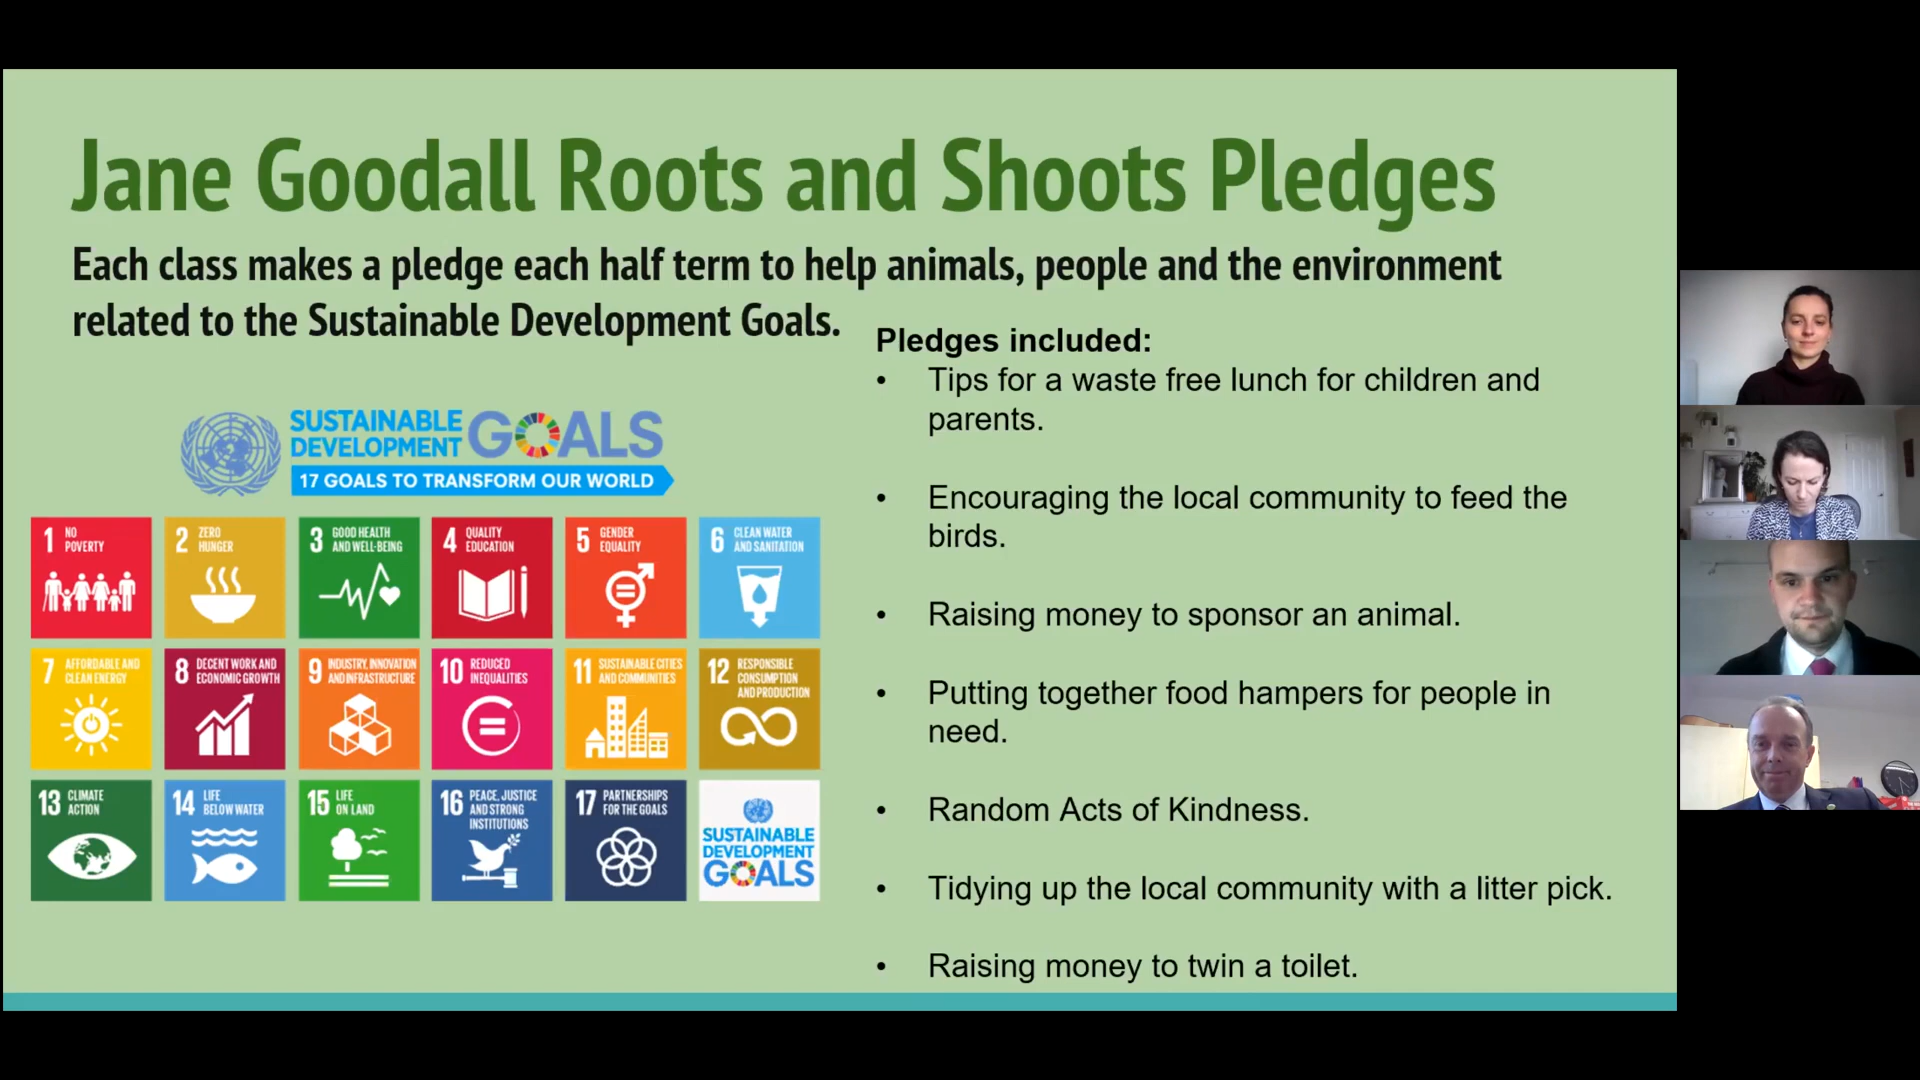 Jane Goodall Roots and Shoots Pledges
Each class makes a pledge each half term to help animals, people and the environment
related to the Sustainable Development Goals.
SUSTAINABLE
DEVELOPMENT
GOALS
17 GOALS TO TRANSFORM OUR WORLD
1 NO
POVERTY
2 ZERO
HUNGER
3 GOOD HEALTH
AND WELL-BEING
4 QUALITY
EDUCATION
5 GENDER
EQUALITY
6 CLEAN WATER
AND SANITATION
7 AFFORDABLE AND
CLEAN ENERGY
8 DECENT WORK AND
ECONOMIC GROWTH
9 INDUSTRY, INNOVATION
AND INFRASTRUCTURE
10 REDUCED
INEQUALITIES
11 SUSTAINABLE CITIES
AND COMMUNITIES
12 RESPONSIBLE
CONSUMPTION
AND PRODUCTION
13 CLIMATE
ACTION
14 LIFE
BELOW WATER
15 LIFE
ON LAND
16 PEACE, JUSTICE
AND STRONG
INSTITUTIONS
17 PARTNERSHIPS
FOR THE GOALS
SUSTAINABLE
DEVELOPMENT
GOALS
Pledges included:
• Tips for a waste free lunch for children and
parents.
• Encouraging the local community to feed the
birds.
• Raising money to sponsor an animal.
• Putting together food hampers for people in
need.
• Random Acts of Kindness.
• Tidying up the local community with a litter pick.
• Raising money to twin a toilet.